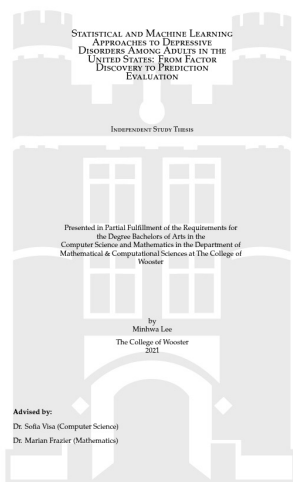 Statistical and Machine Learning
Approaches to Depressive
Disorders Among Adults in the
United States: From Factor
Discovery to Prediction
Evaluation
Independent Study Thesis
Presented in Partial Fulfillment of the Requirements for
the Degree Bachelors of Arts in the
Computer Science and Mathematics in the Department of
Mathematical & Computational Sciences at The College of
Wooster
by
Minhwa Lee
The College of Wooster
2021
Advised by:
Dr. Sofia Visa (Computer Science)
Dr. Marian Frazier (Mathematics)